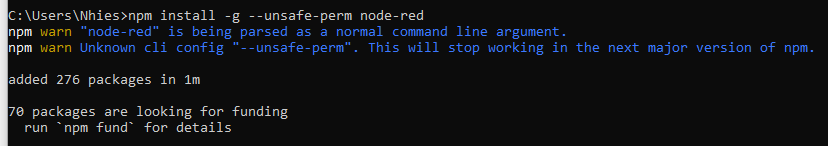 C:\Users\Nhies>npm install -g --unsafe-perm node-red
npm warn "node-red" is being parsed as a normal command line argument.
npm warn Unknown cli config "--unsafe-perm". This will stop working in the next major version of npm.
added 276 packages in 1m
70 packages are looking for funding
  run `npm fund` for details